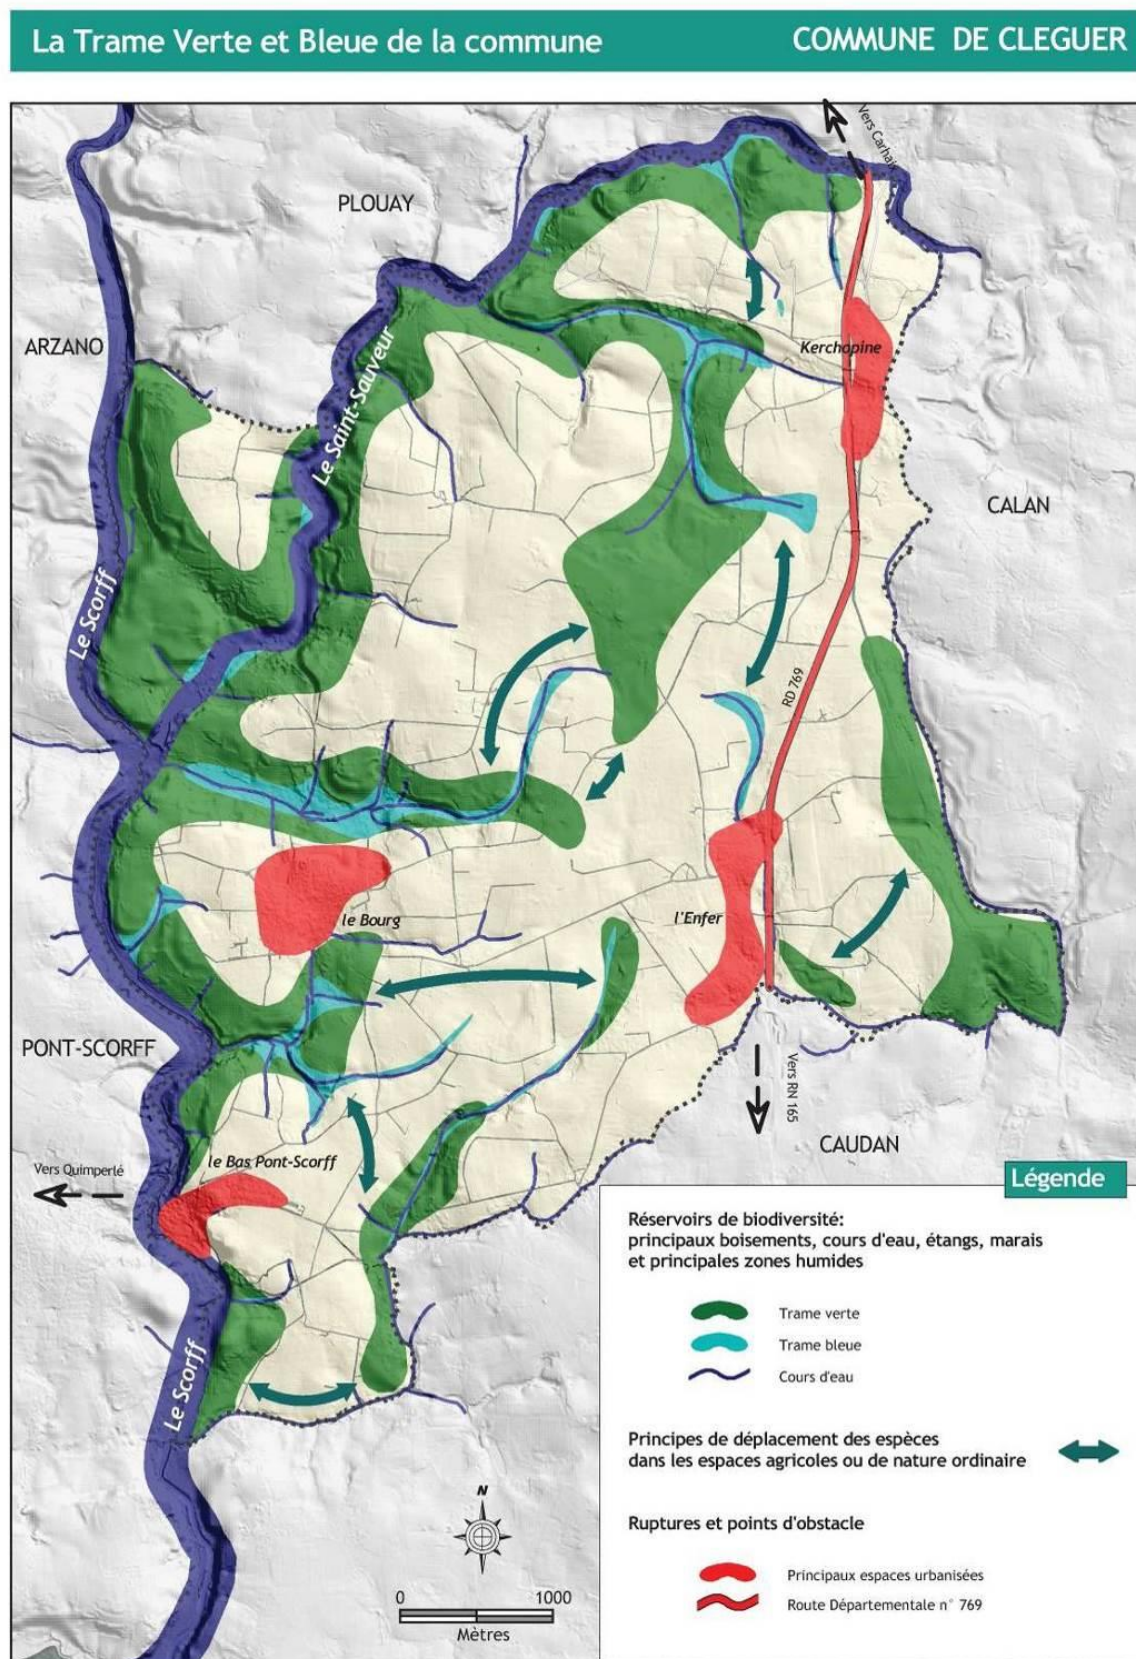 La Trame Verte et Bleue de la commune
COMMUNE DE CLEGUER
Vers Carhaix
PLOUAY
ARZANO
Kerchopine
Le Saint-Sauveur
CALAN
Le Scorff
RD 769
le Bourg
l'Enfer
PONT-SCORFF
Vers RN 165
CAUDAN
le Bas Pont-Scorff
Vers Quimperlé
Le Scorff
N
0 1000
Mètres
Légende
Réservoirs de biodiversité:
principaux boisements, cours d'eau, étangs, marais
et principales zones humides
Trame verte
Trame bleue
Cours d'eau
Principes de déplacement des espèces
dans les espaces agricoles ou de nature ordinaire
Ruptures et points d'obstacle
Principaux espaces urbanisées
Route Départementale n° 769